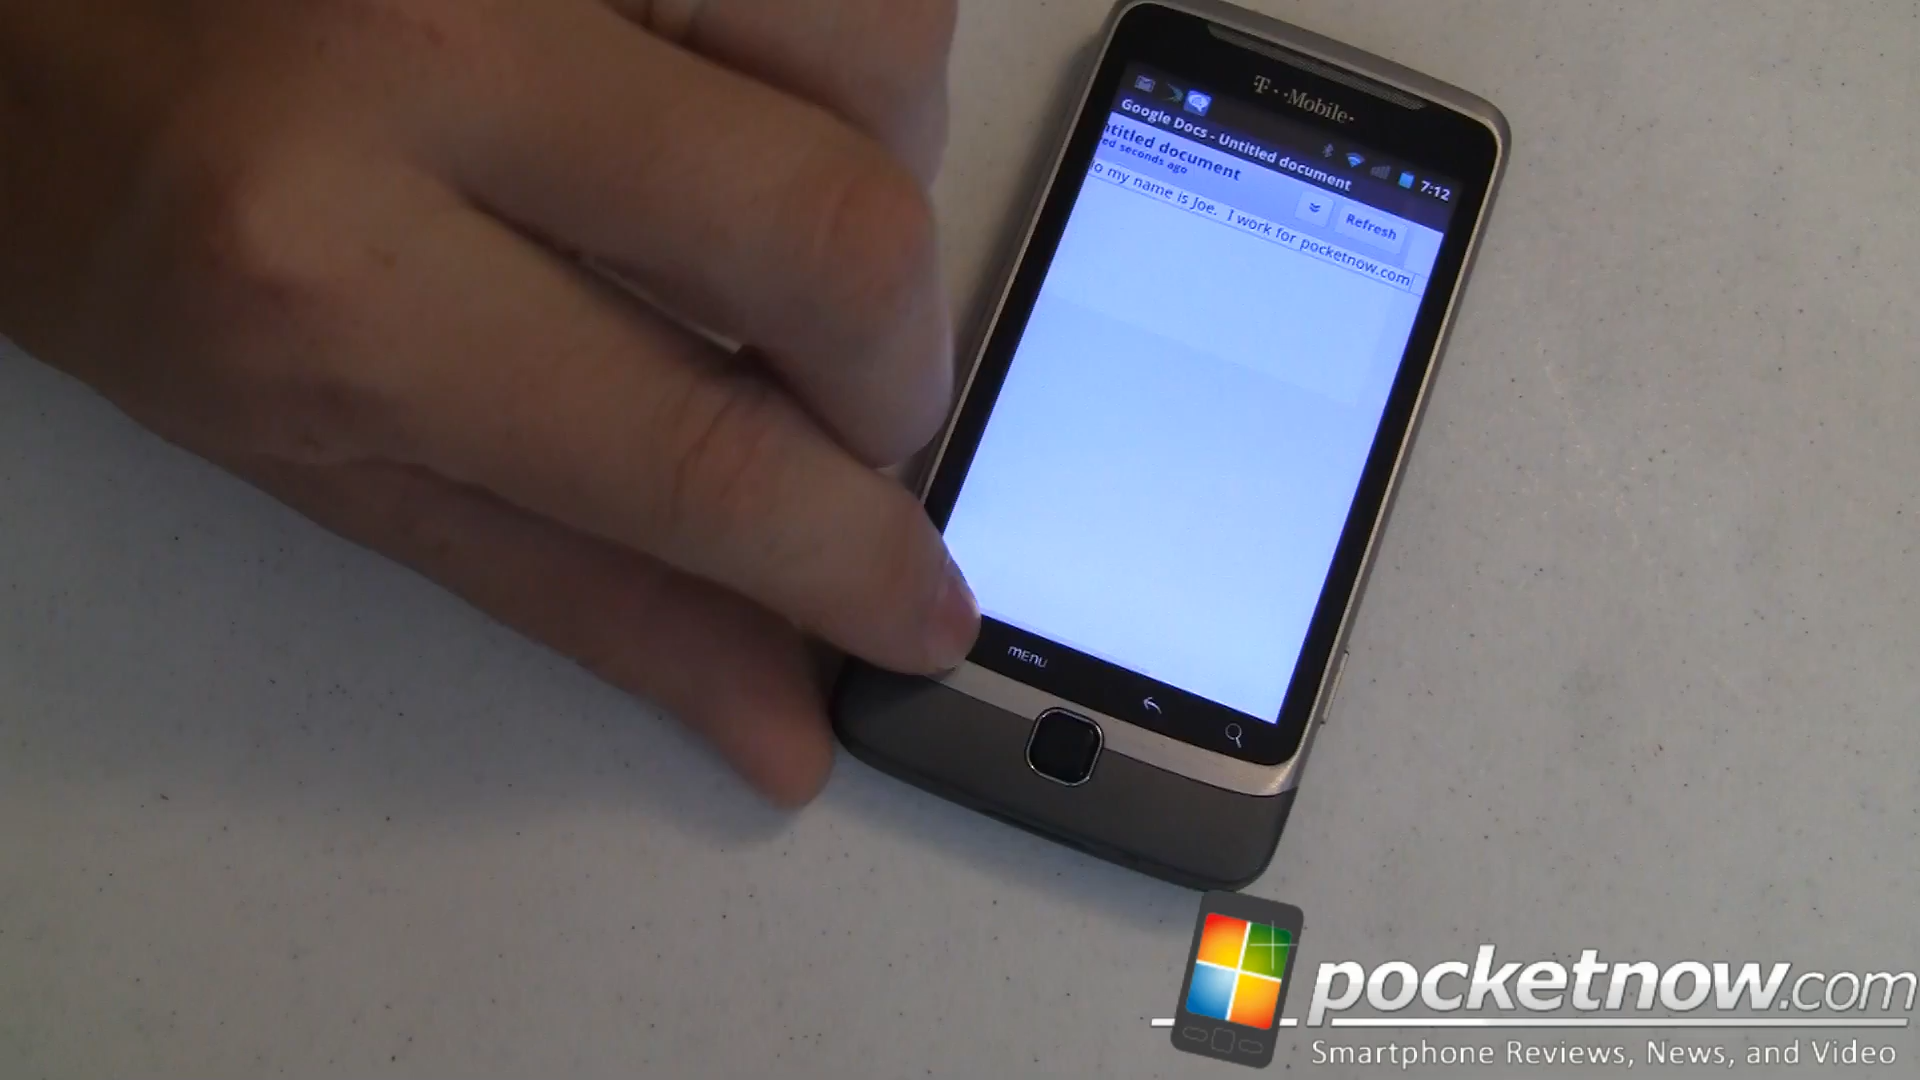 T··Mobile·
7:12
Google Docs - Untitled document
ntitled document
ed seconds ago
Refresh
lo my name is Joe. I work for pocketnow.com
MENU
pocketnow.com
Smartphone Reviews, News, and Video